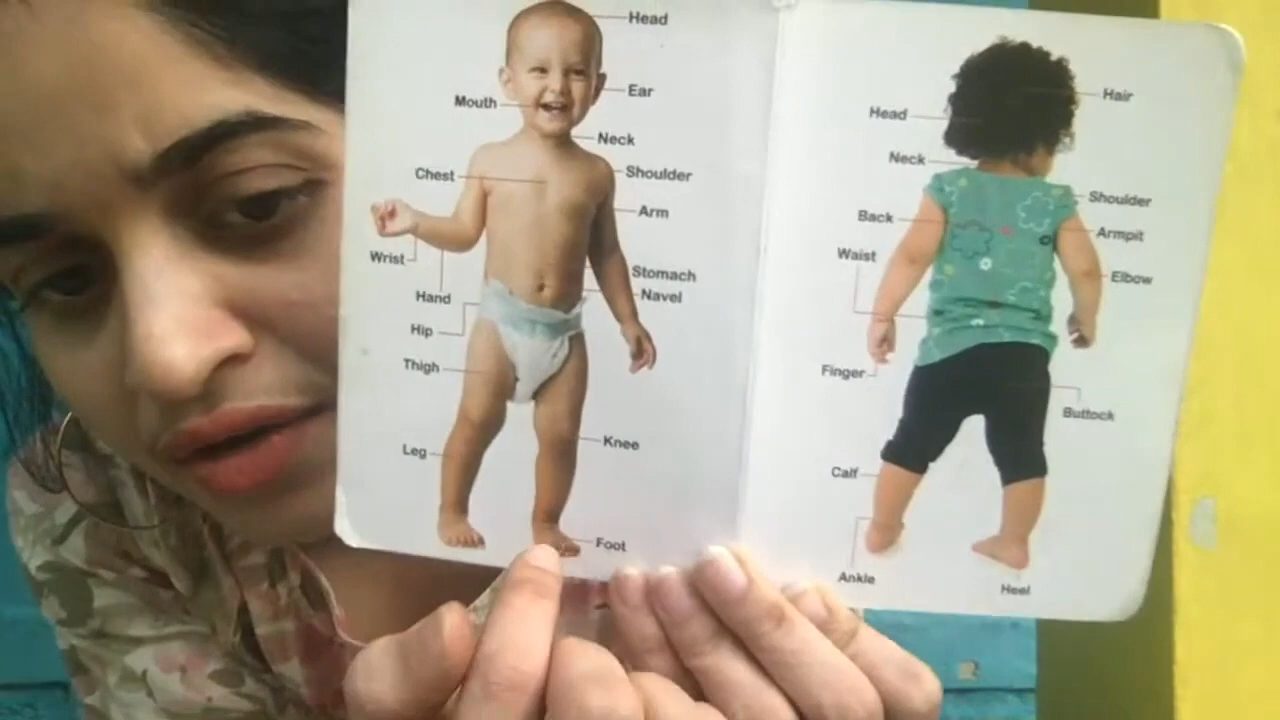 Head
Ear
Mouth
Neck
Chest
Shoulder
Arm
Wrist
Stomach
Hand
Navel
Hip
Thigh
Knee
Leg
Foot
Hair
Head
Neck
Shoulder
Back
Armpit
Waist
Elbow
Finger
Buttock
Calf
Ankle
Heel